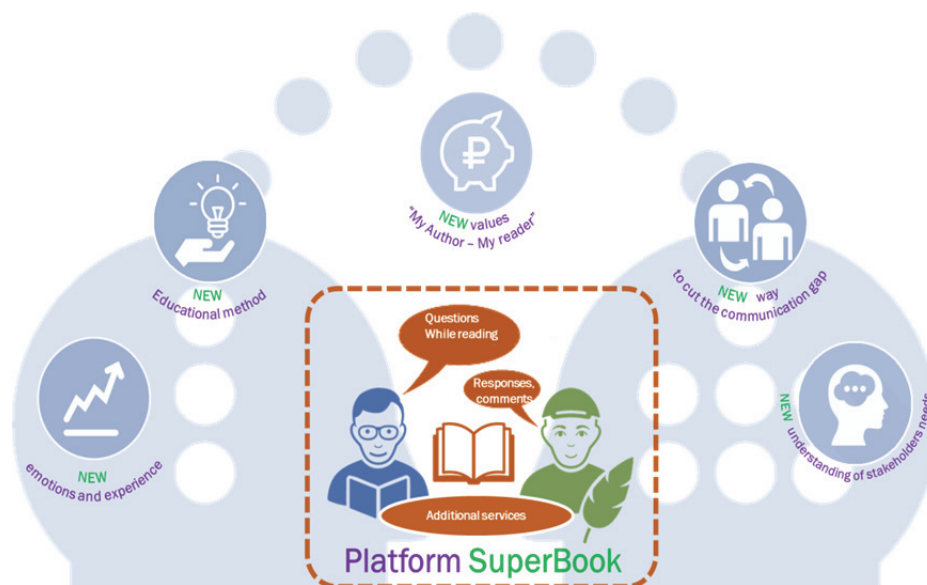 ₽
NEW values
"My Author – My reader"
NEW
Educational method
NEW way
to cut the communication gap
NEW
emotions and experience
NEW understanding of stakeholders needs
Questions
While reading
Responses,
comments
Additional services
Platform SuperBook